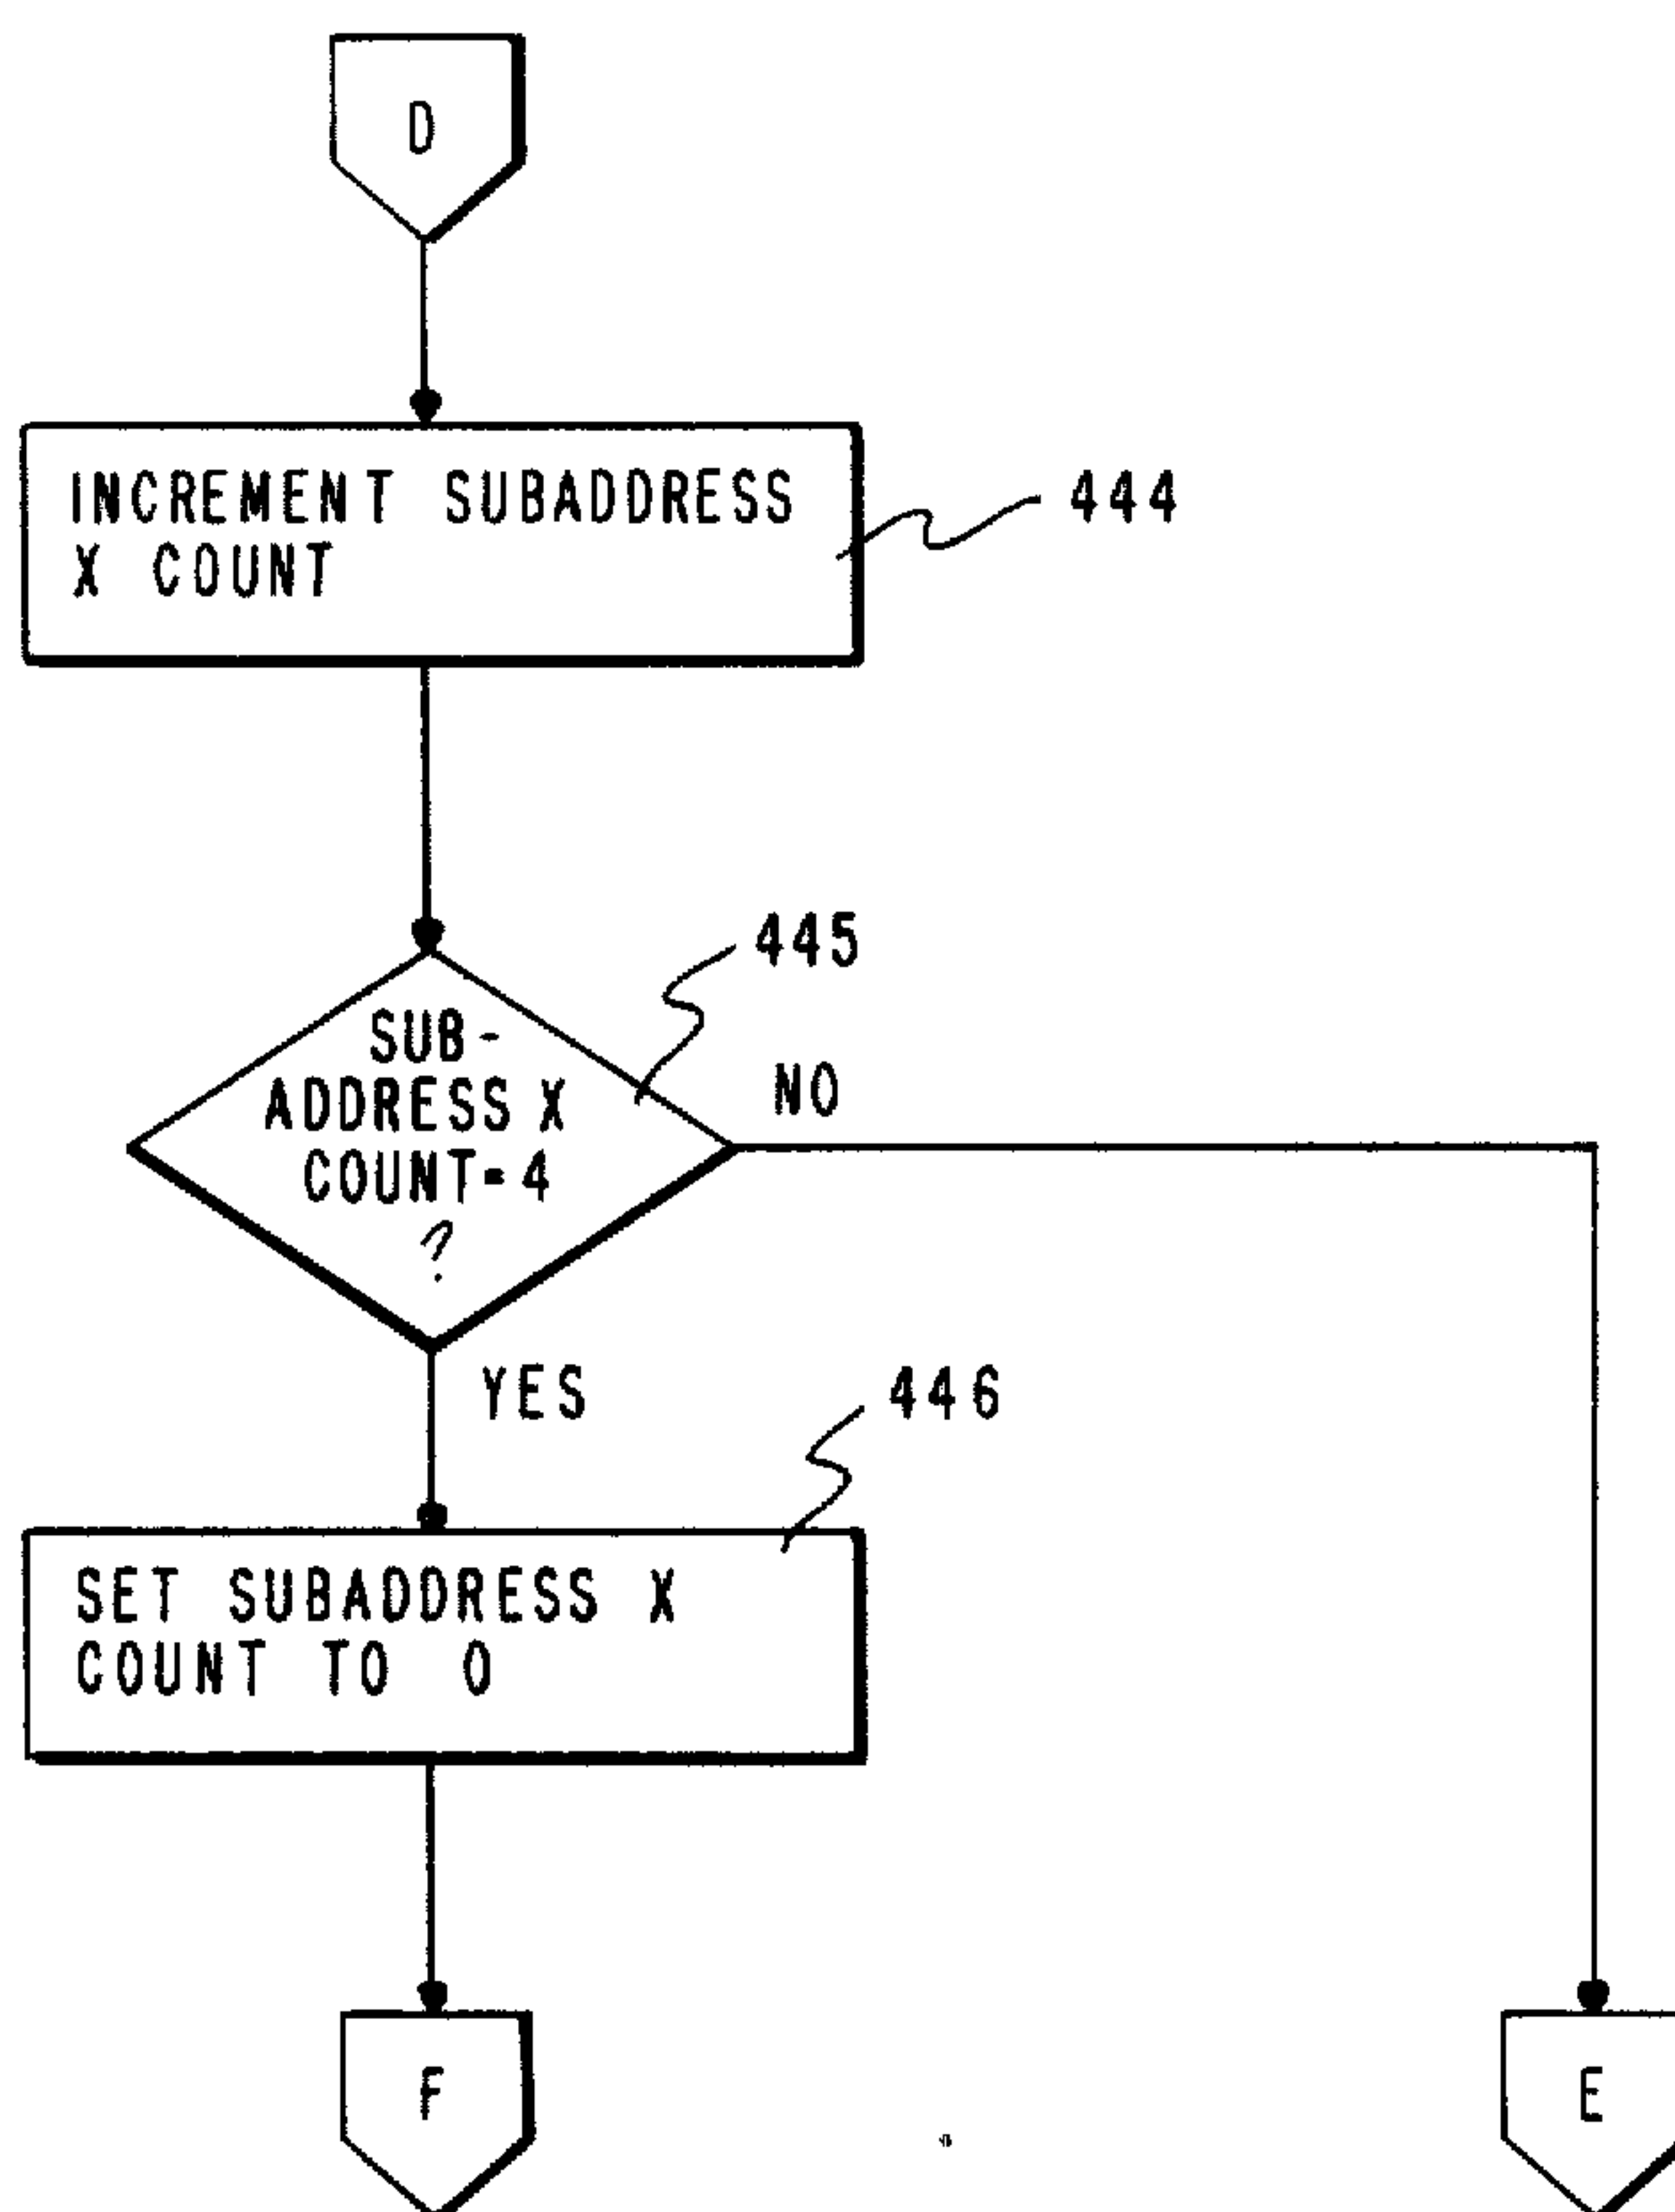 D
INCREMENT SUBADDRESS
X COUNT
444
445
SUB-
ADDRESS X
COUNT=4
?
NO
YES
446
SET SUBADDRESS X
COUNT TO 0
F
E